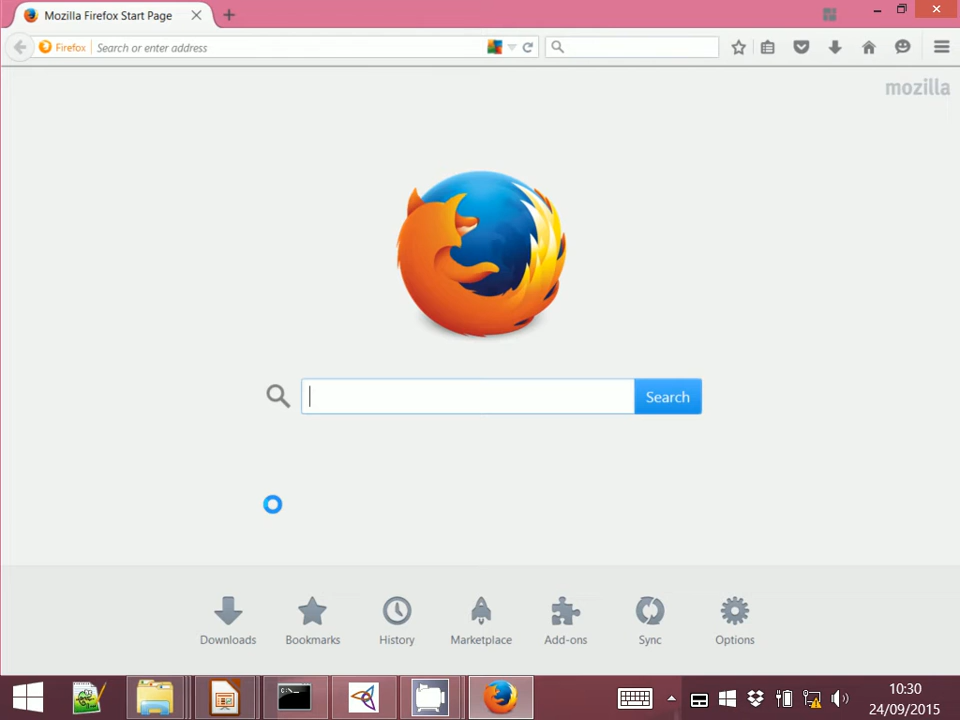 Mozilla Firefox Start Page
Firefox Search or enter address
mozilla
Search
Downloads Bookmarks History Marketplace Add-ons Sync Options
10:30
24/09/2015